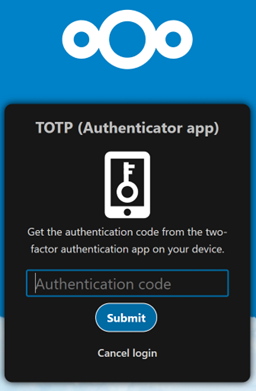 TOTP (Authenticator app)
Get the authentication code from the two-
factor authentication app on your device.
Authentication code
Submit
Cancel login